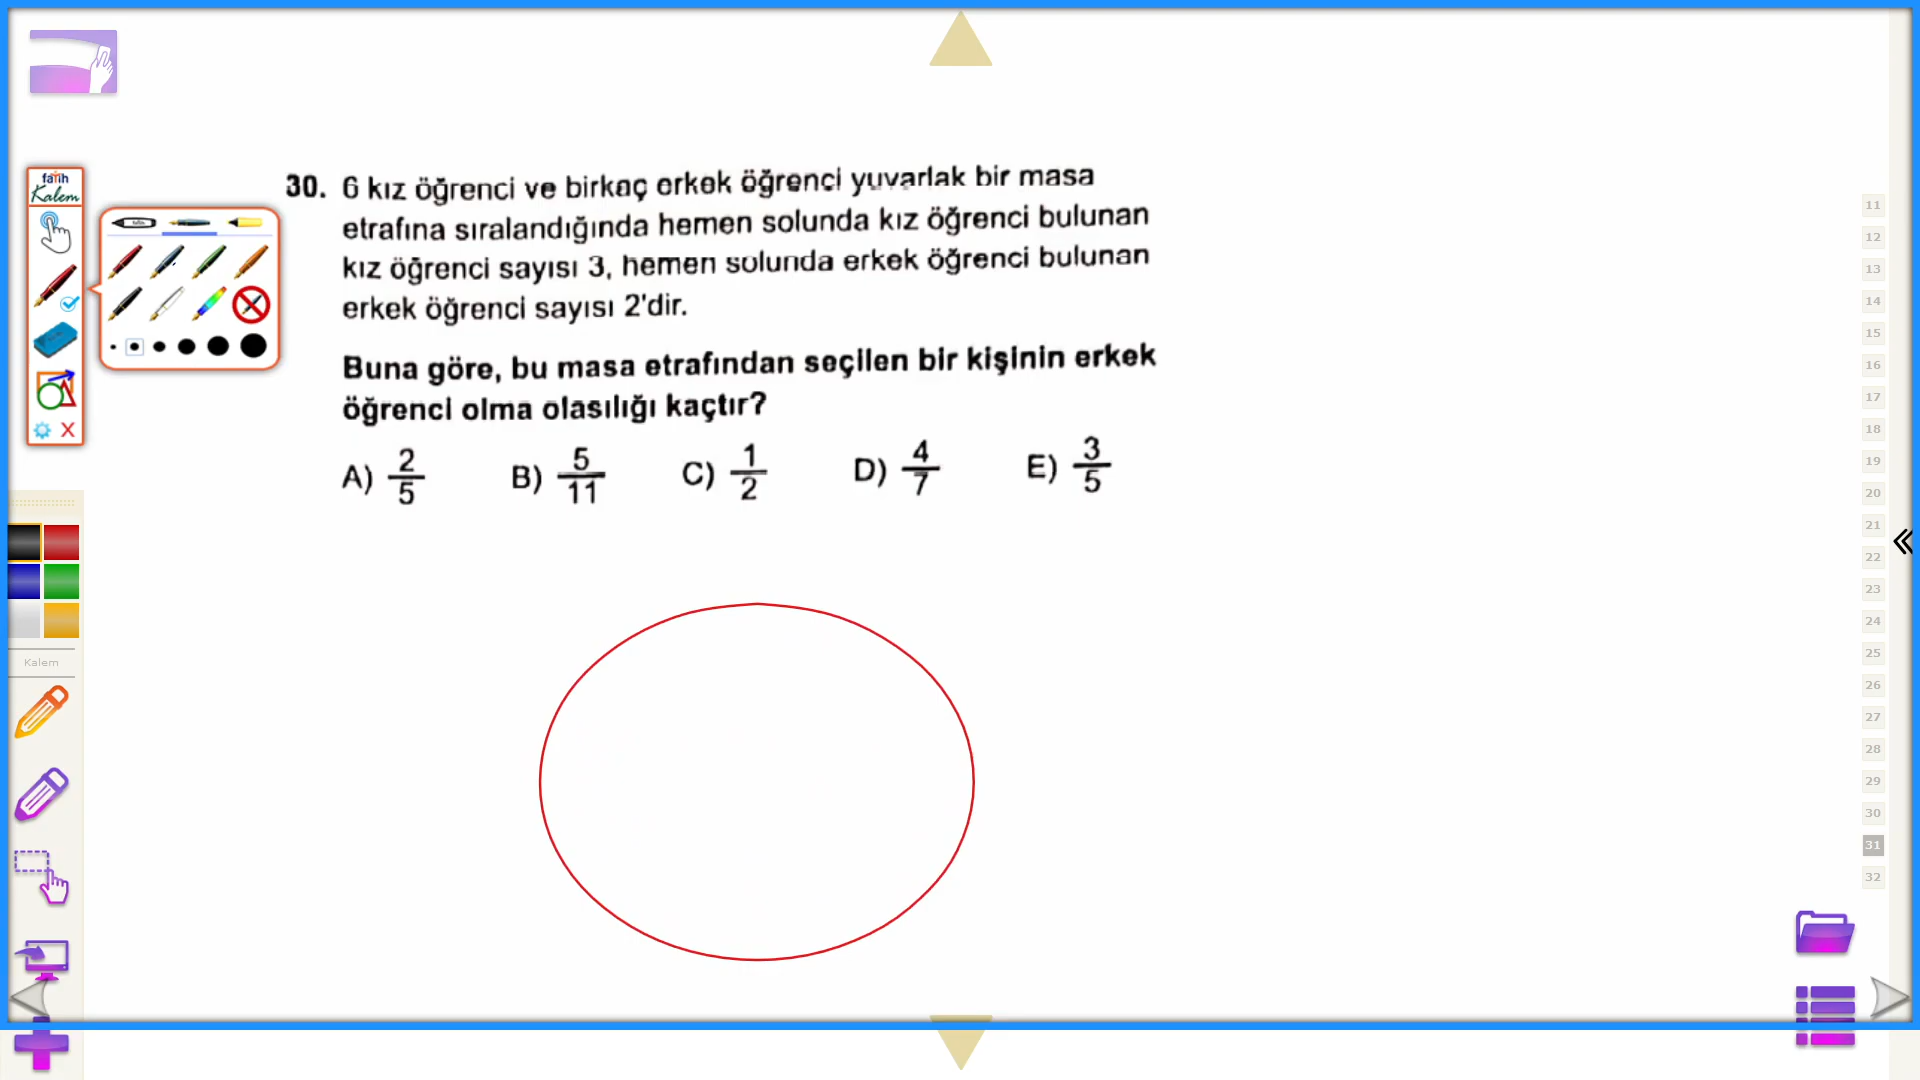 fatih
Kalem
30. 6 kız öğrenci ve birkaç erkek öğrenci yuvarlak bir masa
etrafına sıralandığında hemen solunda kız öğrenci bulunan
kız öğrenci sayısı 3, hemen solunda erkek öğrenci bulunan
erkek öğrenci sayısı 2'dir.
Buna göre, bu masa etrafından seçilen bir kişinin erkek
öğrenci olma olasılığı kaçtır?
A) 2/5 B) 5/11 C) 1/2 D) 4/7 E) 3/5
Kalem
11
12
13
14
15
16
17
18
19
20
21
22
23
24
25
26
27
28
29
30
31
32